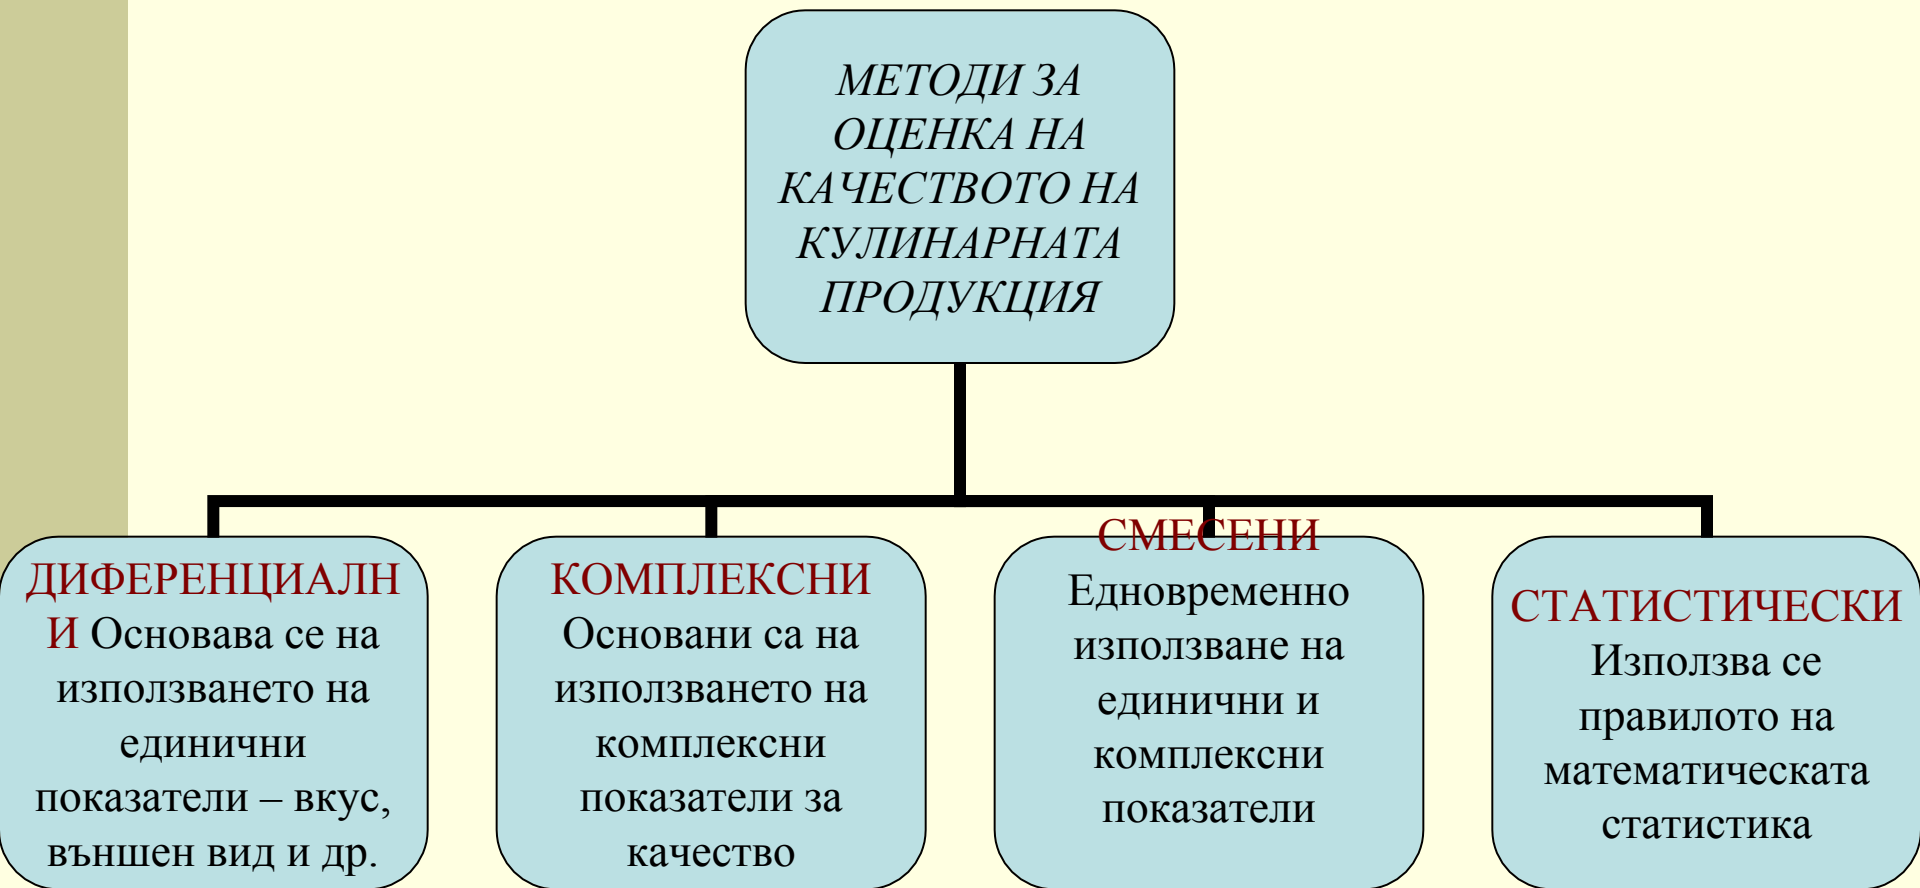 МЕТОДИ ЗА
ОЦЕНКА НА
КАЧЕСТВОТО НА
КУЛИНАРНАТА
ПРОДУКЦИЯ
ДИФЕРЕНЦИАЛН
И Основава се на
използването на
единични
показатели – вкус,
външен вид и др.
КОМПЛЕКСНИ
Основани са на
използването на
комплексни
показатели за
качество
СМЕСЕНИ
Едновременно
използване на
единични и
комплексни
показатели
СТАТИСТИЧЕСКИ
Използва се
правилото на
математическата
статистика